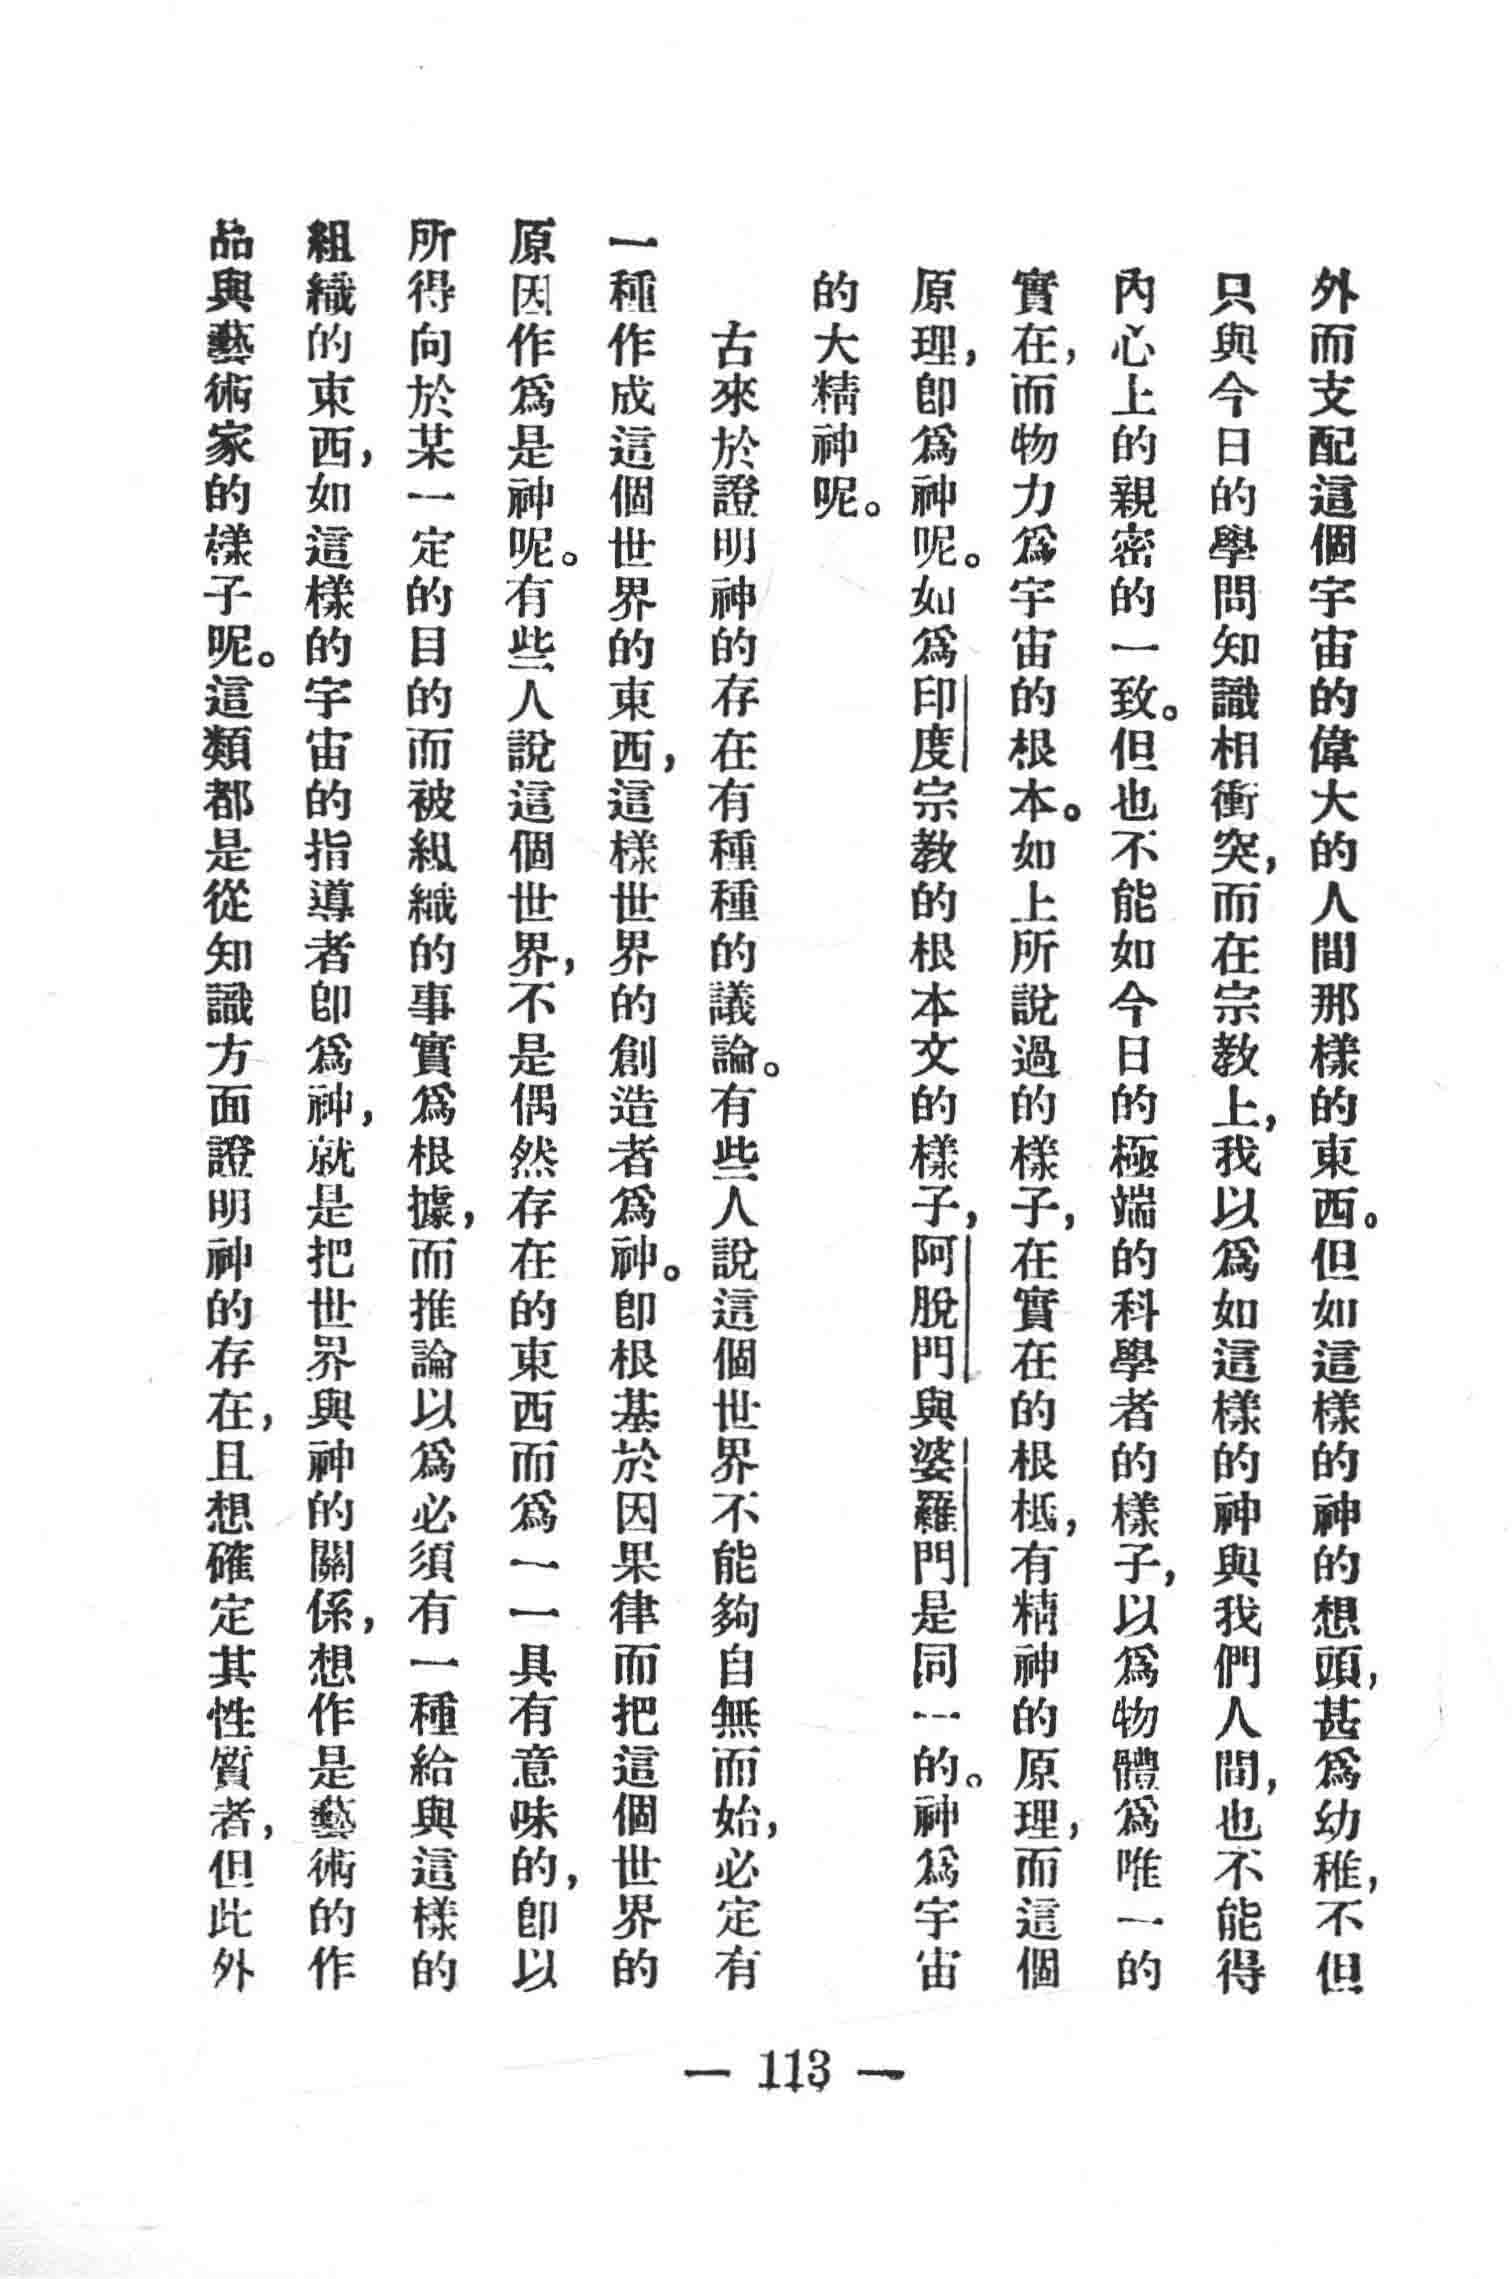 外而支配這個宇宙的偉大的人間那樣的東西。但如這樣的神的想頭，甚爲幼稚，不但
只與今日的學問知識相衝突，而在宗教上，我以爲如這樣的神與我們人間，也不能得
內心上的親密的一致。但也不能如今日的極端的科學者的樣子，以爲物體爲唯一的
實在，而物力爲宇宙的根本。如上所說過的樣子，在實在的根柢，有精神的原理，而這個
原理，卽爲神呢。如爲印度宗教的根本文的樣子，阿脫門與婆羅門是同一的。神爲宇宙
的大精神呢。
古來於證明神的存在有種種的議論。有些人說這個世界不能夠自無而始，必定有
一種作成這個世界的東西，這樣世界的創造者爲神。卽根基於因果律而把這個世界的
原因作爲是神呢。有些人說這個世界，不是偶然存在的東西而爲一一具有意味的，卽以
所得向於某一定的目的而被組織的事實爲根據，而推論以爲必須有一種給與這樣的
組織的東西，如這樣的宇宙的指導者卽爲神，就是把世界與神的關係，想作是藝術的作
品與藝術家的樣子呢。這類都是從知識方面證明神的存在，且想確定其性質者，但此外
— 113 —